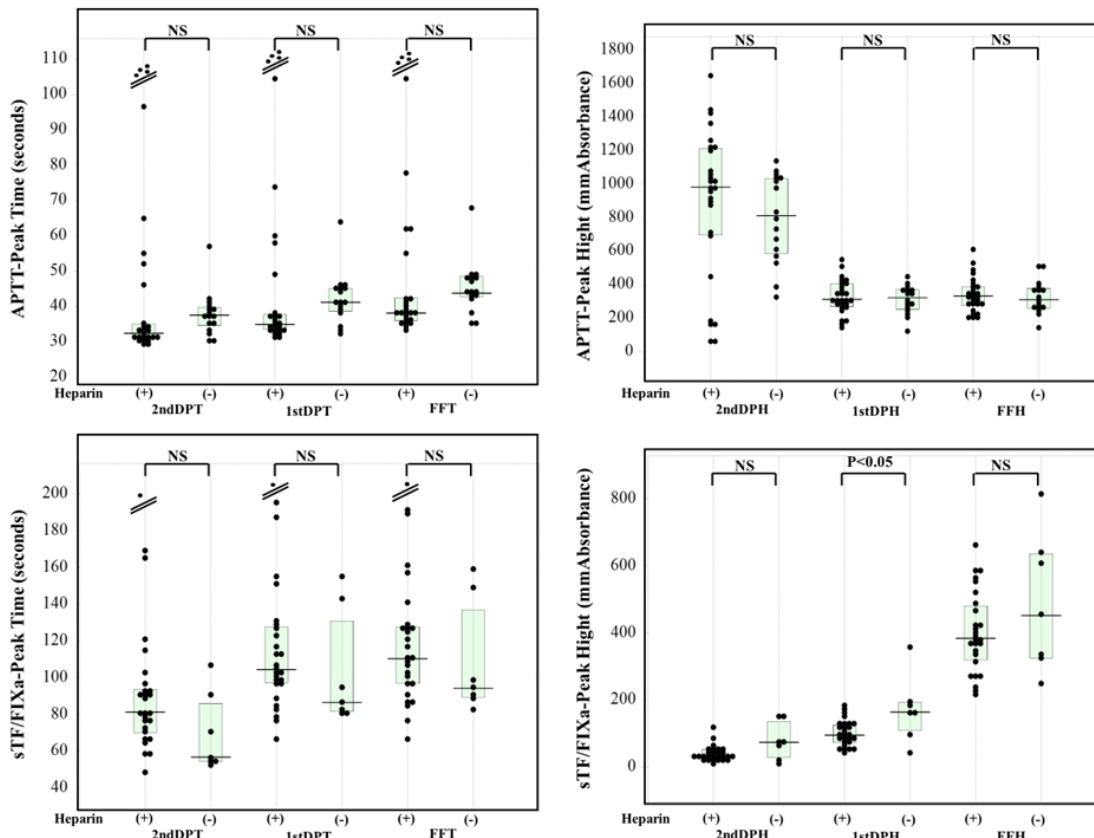 NS NS NS
110
100
90
80
70
60
50
40
30
20
APTT-Peak Time (seconds)
Heparin (+) (-) (+) (-) (+) (-)
2ndDPT 1stDPT FFT
NS NS NS
1800
1600
1400
1200
1000
800
600
400
200
0
APTT-Peak Hight (mmAbsorbance)
Heparin (+) (-) (+) (-) (+) (-)
2ndDPH 1stDPH FFH
NS NS NS
200
180
160
140
120
100
80
60
40
sTF/FIXa-Peak Time (seconds)
Heparin (+) (-) (+) (-) (+) (-)
2ndDPT 1stDPT FFT
NS P<0.05 NS
800
600
400
200
0
sTF/FIXa-Peak Hight (mmAbsorbance)
Heparin (+) (-) (+) (-) (+) (-)
2ndDPH 1stDPH FFH